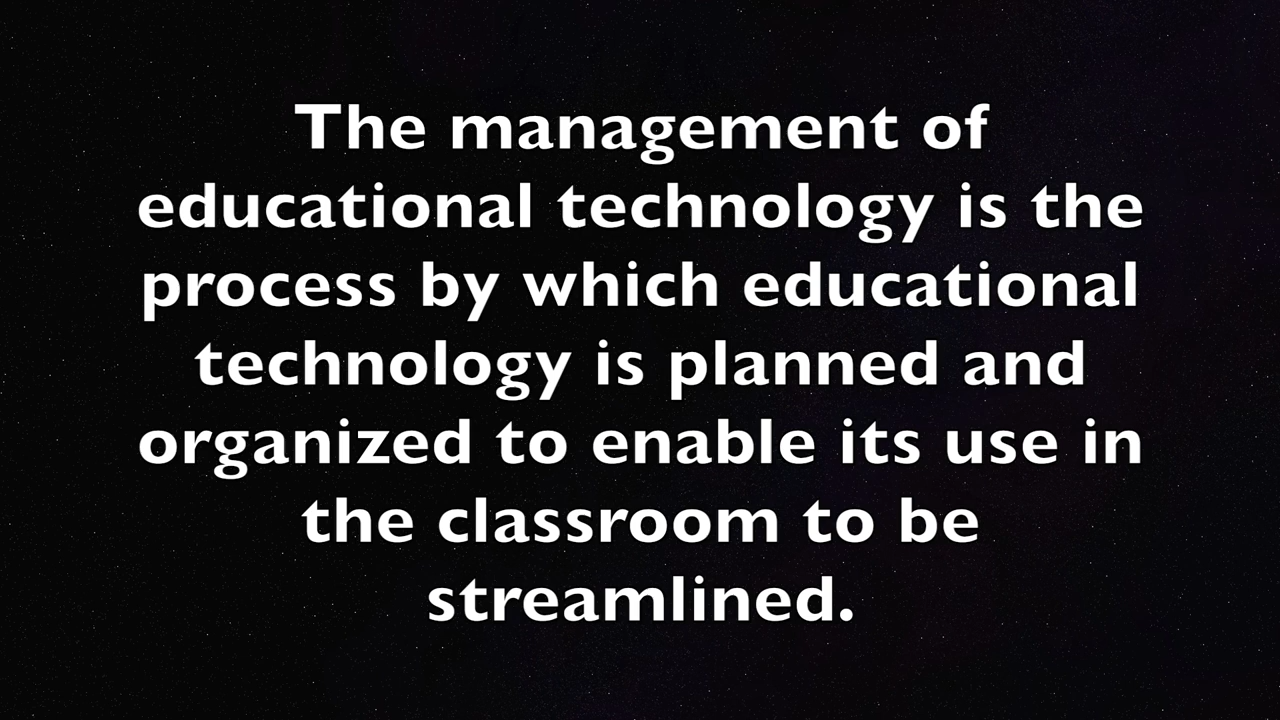 The management of
educational technology is the
process by which educational
technology is planned and
organized to enable its use in
the classroom to be
streamlined.